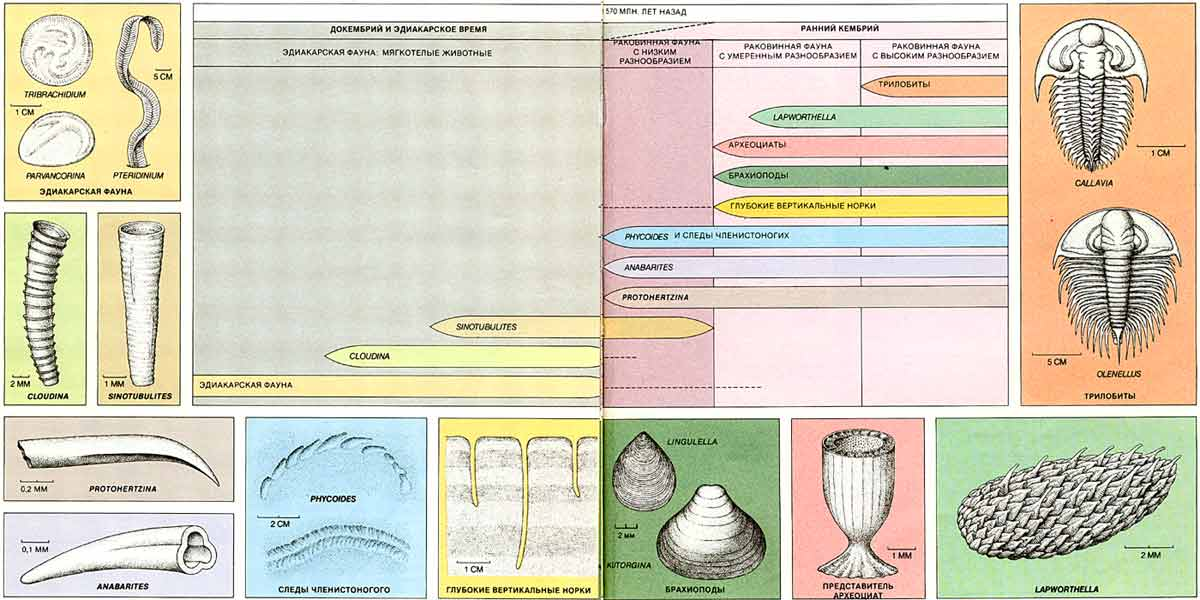 570 МЛН. ЛЕТ НАЗАД
ДОКЕМБРИЙ И ЭДИАКАРСКОЕ ВРЕМЯ
РАННИЙ КЕМБРИЙ
ЭДИАКАРСКАЯ ФАУНА: МЯГКОТЕЛЫЕ ЖИВОТНЫЕ
РАКОВИННАЯ ФАУНА
С НИЗКИМ
РАЗНООБРАЗИЕМ
РАКОВИННАЯ ФАУНА
С УМЕРЕННЫМ РАЗНООБРАЗИЕМ
РАКОВИННАЯ ФАУНА
С ВЫСОКИМ РАЗНООБРАЗИЕМ
ТРИЛОБИТЫ
LAPWORTHELLA
АРХЕОЦИАТЫ
БРАХИОПОДЫ
ГЛУБОКИЕ ВЕРТИКАЛЬНЫЕ НОРКИ
PHYCOIDES И СЛЕДЫ ЧЛЕНИСТОНОГИХ
ANABARITES
PROTOHERTZINA
SINOTUBULITES
CLOUDINA
ЭДИАКАРСКАЯ ФАУНА
TRIBRACHIDIUM
1 СМ
5 СМ
PARVANCORINA
PTERIDINIUM
ЭДИАКАРСКАЯ ФАУНА
2 ММ
CLOUDINA
1 ММ
SINOTUBULITES
1 СМ
CALLAVIA
5 СМ
OLENELLUS
ТРИЛОБИТЫ
0,2 ММ
PROTOHERTZINA
0,1 ММ
ANABARITES
PHYCOIDES
2 СМ
СЛЕДЫ ЧЛЕНИСТОНОГОГО
1 СМ
ГЛУБОКИЕ ВЕРТИКАЛЬНЫЕ НОРКИ
LINGULELLA
2 ММ
KUTORGINA
БРАХИОПОДЫ
1 ММ
ПРЕДСТАВИТЕЛЬ
АРХЕОЦИАТ
2 ММ
LAPWORTHELLA